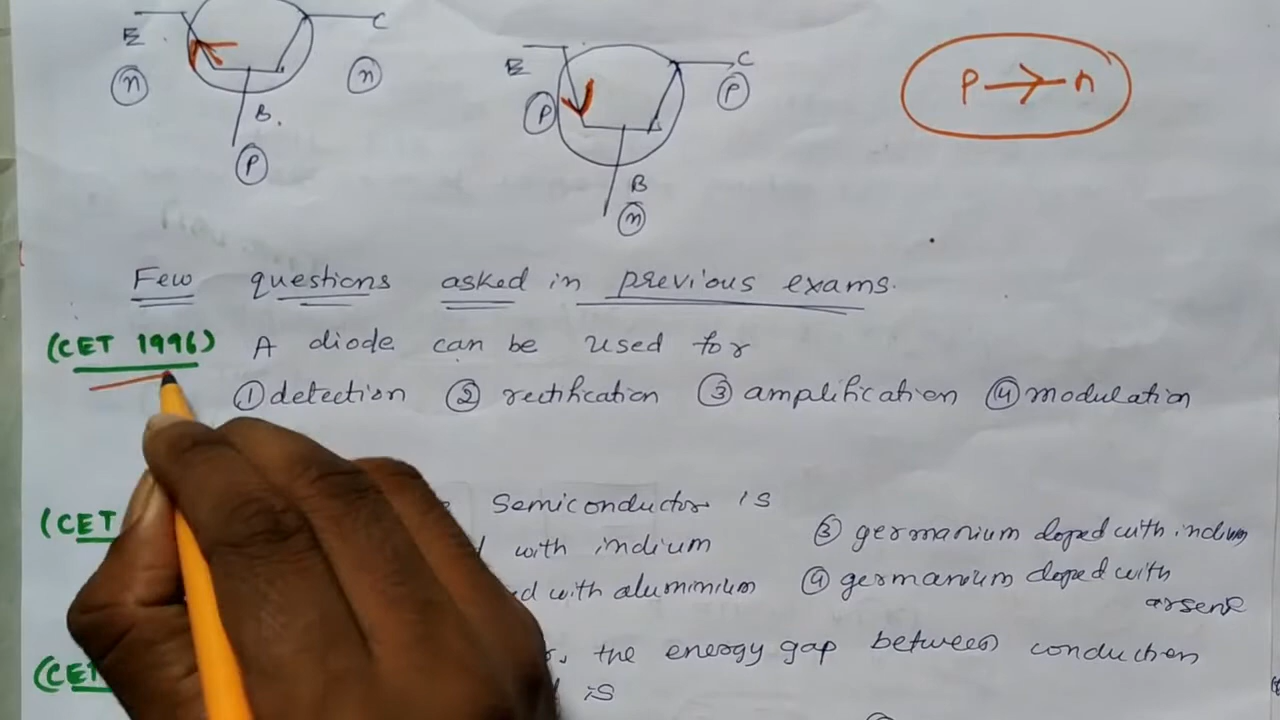 E C
n n
B.
P
E C
P P
B
n
P → n
Few questions asked in previous exams.
(CET 1996) A diode can be used for
① detection ② rectification ③ amplification ④ modulation
(CET Semiconductor is
with indium ③ germanium doped with indium
with aluminium ④ germanium doped with
arsenic
(CET the energy gap between conduction
is